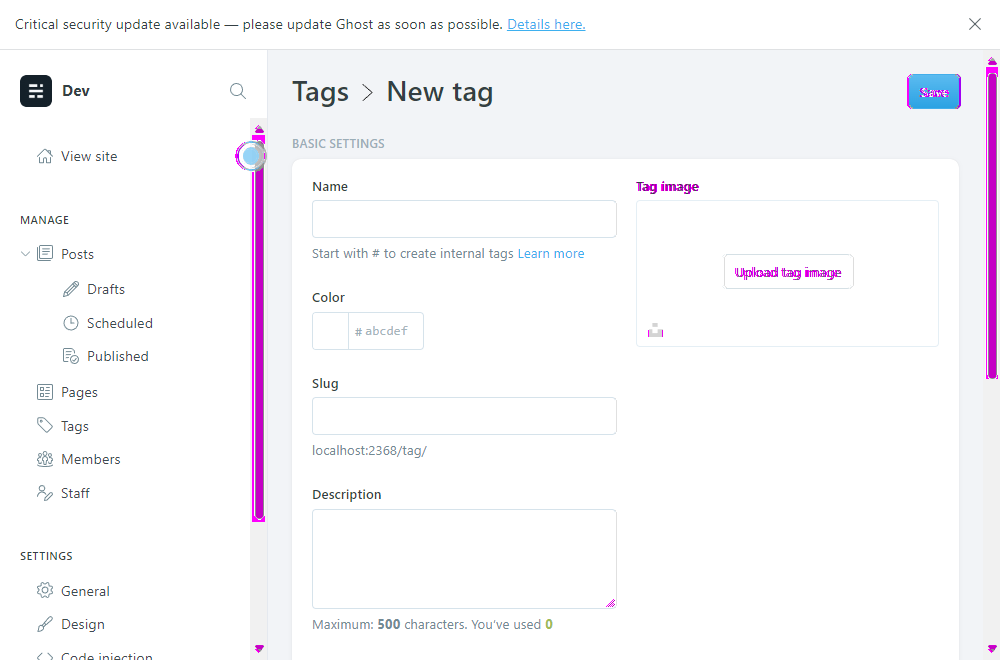 Critical security update available — please update Ghost as soon as possible. Details here.
Dev
Tags > New tag
Save
View site
BASIC SETTINGS
MANAGE
Posts
Drafts
Scheduled
Published
Pages
Tags
Members
Staff
SETTINGS
General
Design
Code injection
Name
Start with # to create internal tags Learn more
Color
# abcdef
Slug
localhost:2368/tag/
Description
Maximum: 500 characters. You've used 0
Tag image
Upload tag image